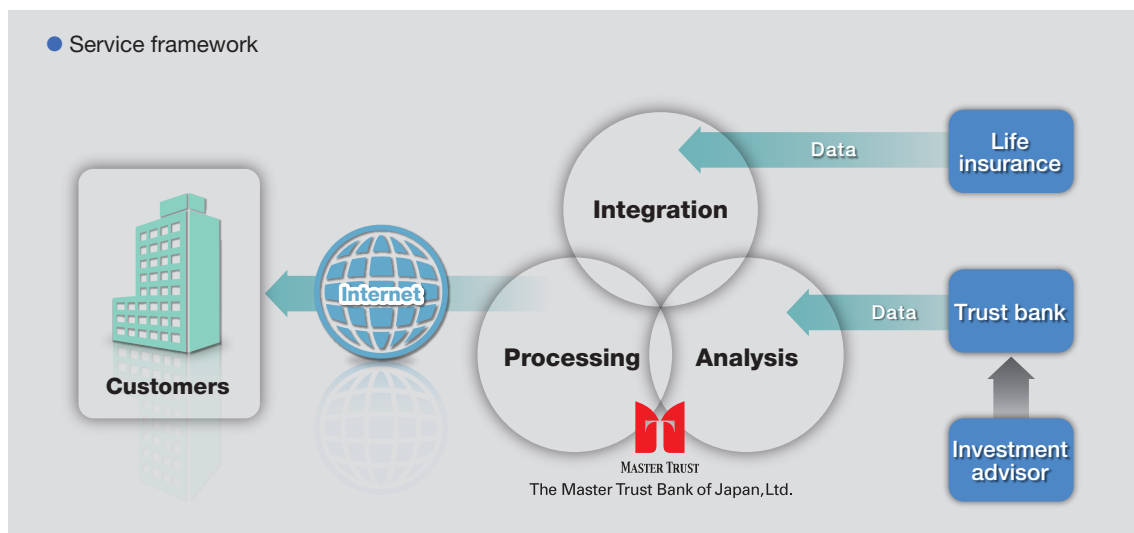 Service framework
Data
Life
insurance
Integration
Internet
Data
Trust bank
Processing
Analysis
Customers
Investment
advisor
MASTER TRUST
The Master Trust Bank of Japan, Ltd.